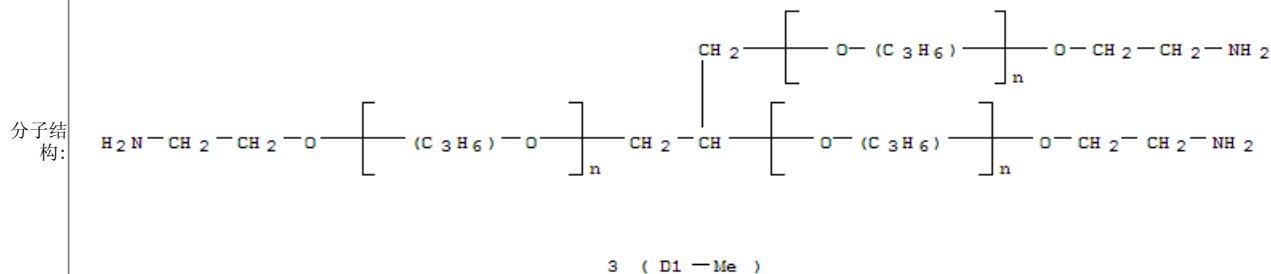 CH2 O (C3H6) n O CH2 CH2 NH2
分子结
构:
H2N CH2 CH2 O (C3H6) O n CH2 CH O (C3H6) n O CH2 CH2 NH2
3 ( D1 — Me )